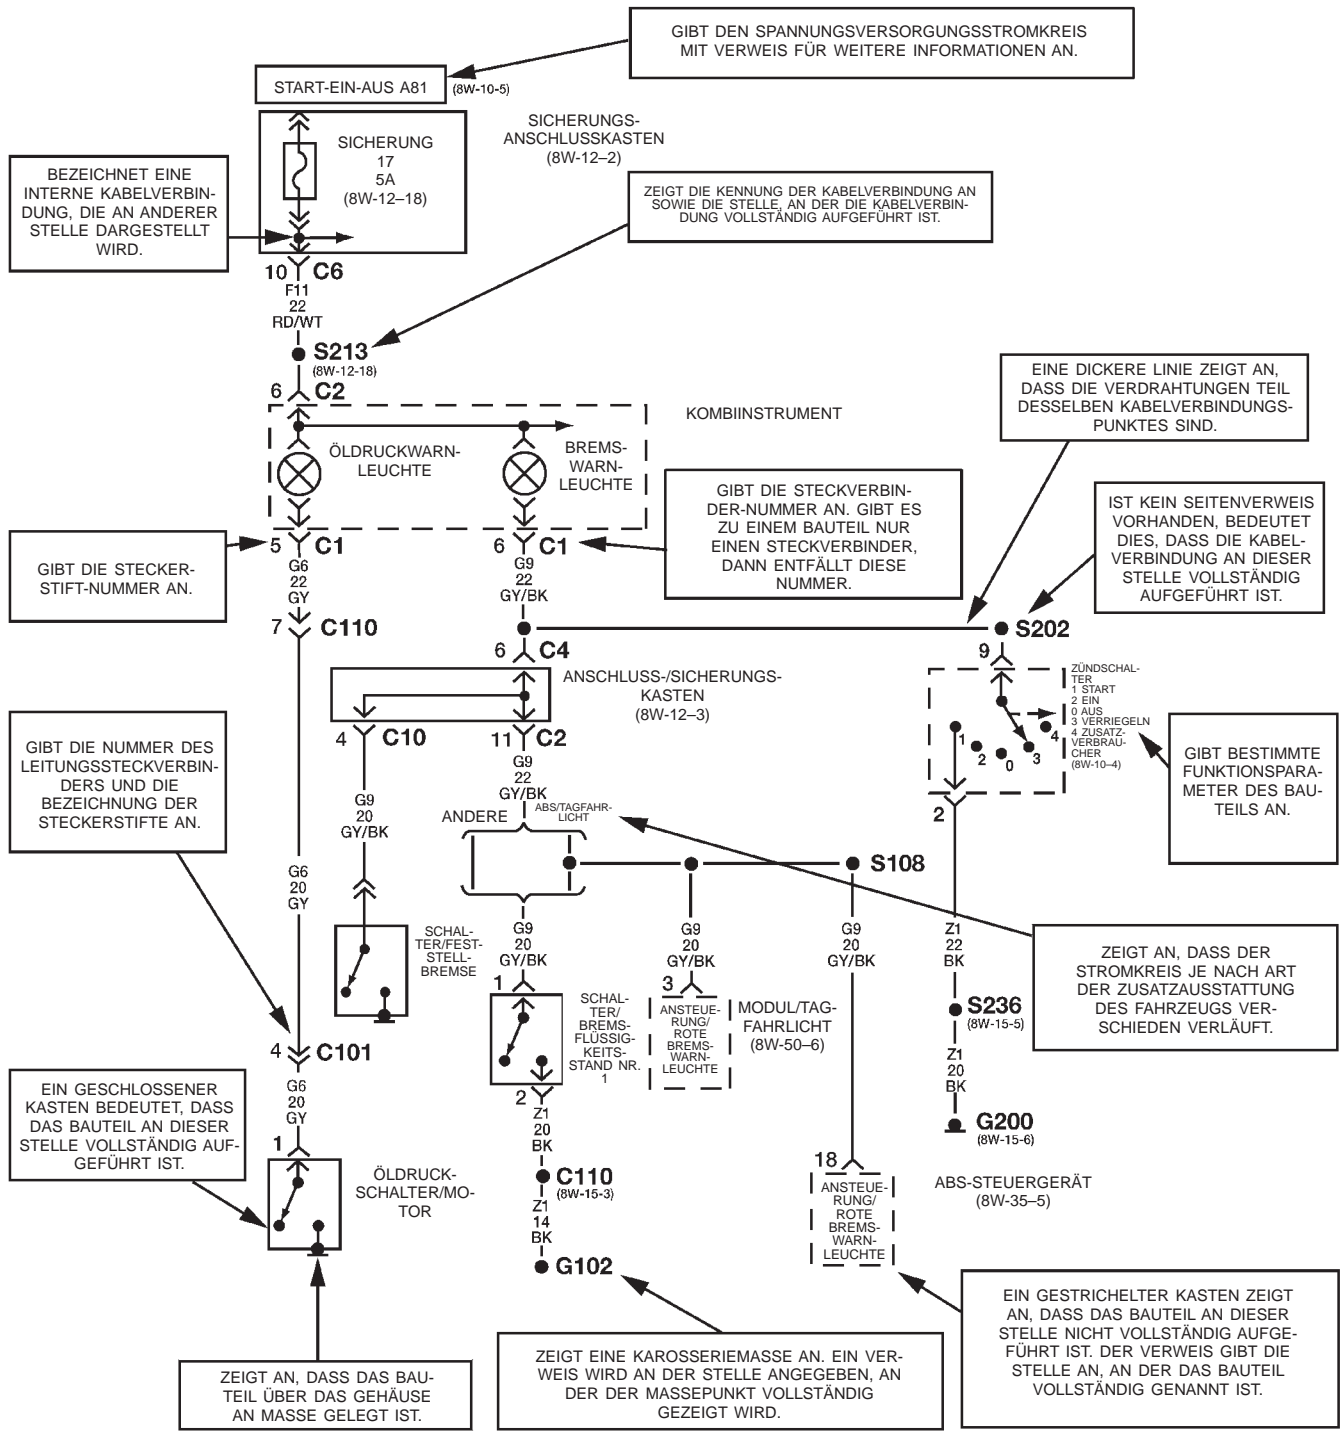 GIBT DEN SPANNUNGSVERSORGUNGSSTROMKREIS
MIT VERWEIS FÜR WEITERE INFORMATIONEN AN.
START-EIN-AUS A81
(8W-10-5)
SICHERUNGS-
ANSCHLUSSKASTEN
(8W-12–2)
SICHERUNG
17
5A
(8W-12–18)
BEZEICHNET EINE
INTERNE KABELVERBIN-
DUNG, DIE AN ANDERER
STELLE DARGESTELLT
WIRD.
ZEIGT DIE KENNUNG DER KABELVERBINDUNG AN
SOWIE DIE STELLE, AN DER DIE KABELVERBIN-
DUNG VOLLSTÄNDIG AUFGEFÜHRT IST.
10 C6
F11
22
RD/WT
S213
(8W-12-18)
6 C2
KOMBIINSTRUMENT
EINE DICKERE LINIE ZEIGT AN,
DASS DIE VERDRAHTUNGEN TEIL
DESSELBEN KABELVERBINDUNGS-
PUNKTES SIND.
ÖLDRUCKWARN-
LEUCHTE
BREMS-
WARN-
LEUCHTE
GIBT DIE STECKVERBIN-
DER-NUMMER AN. GIBT ES
ZU EINEM BAUTEIL NUR
EINEN STECKVERBINDER,
DANN ENTFÄLLT DIESE
NUMMER.
IST KEIN SEITENVERWEIS
VORHANDEN, BEDEUTET
DIES, DASS DIE KABEL-
VERBINDUNG AN DIESER
STELLE VOLLSTÄNDIG
AUFGEFÜHRT IST.
GIBT DIE STECKER-
STIFT-NUMMER AN.
5 C1
G6
22
GY
7 C110
6 C1
G9
22
GY/BK
S202
6 C4
9
ANSCHLUSS-/SICHERUNGS-
KASTEN
(8W-12–3)
ZÜNDSCHAL-
TER
1 START
2 EIN
0 AUS
3 VERRIEGELN
4 ZUSATZ-
VERBRAU-
CHER
(8W-10–4)
1
2
0
3
4
GIBT BESTIMMTE
FUNKTIONSPARA-
METER DES BAU-
TEILS AN.
GIBT DIE NUMMER DES
LEITUNGSSTECKVERBIN-
DERS UND DIE
BEZEICHNUNG DER
STECKERSTIFTE AN.
4 C10
11 C2
G9
22
GY/BK
G9
20
GY/BK
ANDERE
ABS/TAGFAHR-
LICHT
2
S108
G6
20
GY
SCHAL-
TER/FEST-
STELL-
BREMSE
G9
20
GY/BK
G9
20
GY/BK
G9
20
GY/BK
Z1
22
BK
ZEIGT AN, DASS DER
STROMKREIS JE NACH ART
DER ZUSATZAUSSTATTUNG
DES FAHRZEUGS VER-
SCHIEDEN VERLÄUFT.
1
SCHAL-
TER/
BREMS-
FLÜSSIG-
KEITS-
STAND NR.
1
3
ANSTEUE-
RUNG/
ROTE
BREMS-
WARN-
LEUCHTE
MODUL/TAG-
FAHRLICHT
(8W-50–6)
S236
(8W-15-5)
Z1
20
BK
G200
(8W-15-6)
4 C101
G6
20
GY
1
EIN GESCHLOSSENER
KASTEN BEDEUTET, DASS
DAS BAUTEIL AN DIESER
STELLE VOLLSTÄNDIG AUF-
GEFÜHRT IST.
ÖLDRUCK-
SCHALTER/MO-
TOR
2
Z1
20
BK
C110
(8W-15-3)
Z1
14
BK
G102
18
ANSTEUE-
RUNG/
ROTE
BREMS-
WARN-
LEUCHTE
ABS-STEUERGERÄT
(8W-35–5)
EIN GESTRICHELTER KASTEN ZEIGT
AN, DASS DAS BAUTEIL AN DIESER
STELLE NICHT VOLLSTÄNDIG AUFGE-
FÜHRT IST. DER VERWEIS GIBT DIE
STELLE AN, AN DER DAS BAUTEIL
VOLLSTÄNDIG GENANNT IST.
ZEIGT EINE KAROSSERIEMASSE AN. EIN VER-
WEIS WIRD AN DER STELLE ANGEGEBEN, AN
DER DER MASSEPUNKT VOLLSTÄNDIG
GEZEIGT WIRD.
ZEIGT AN, DASS DAS BAU-
TEIL ÜBER DAS GEHÄUSE
AN MASSE GELEGT IST.